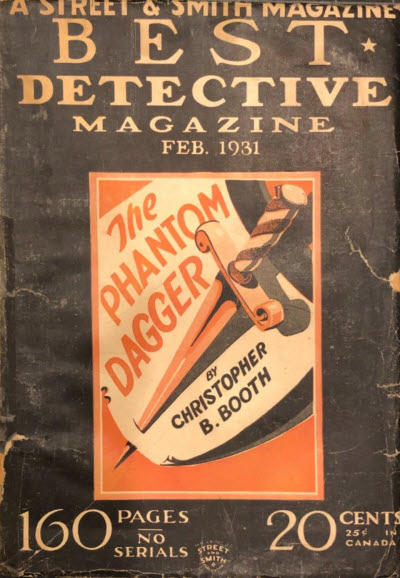 A STREET & SMITH MAGAZINE
BEST
DETECTIVE
MAGAZINE
FEB. 1931
The
PHANTOM
DAGGER
BY
CHRISTOPHER
B. BOOTH
160 PAGES
NO
SERIALS
STREET
AND
SMITH
20 CENTS
25¢ IN
CANADA